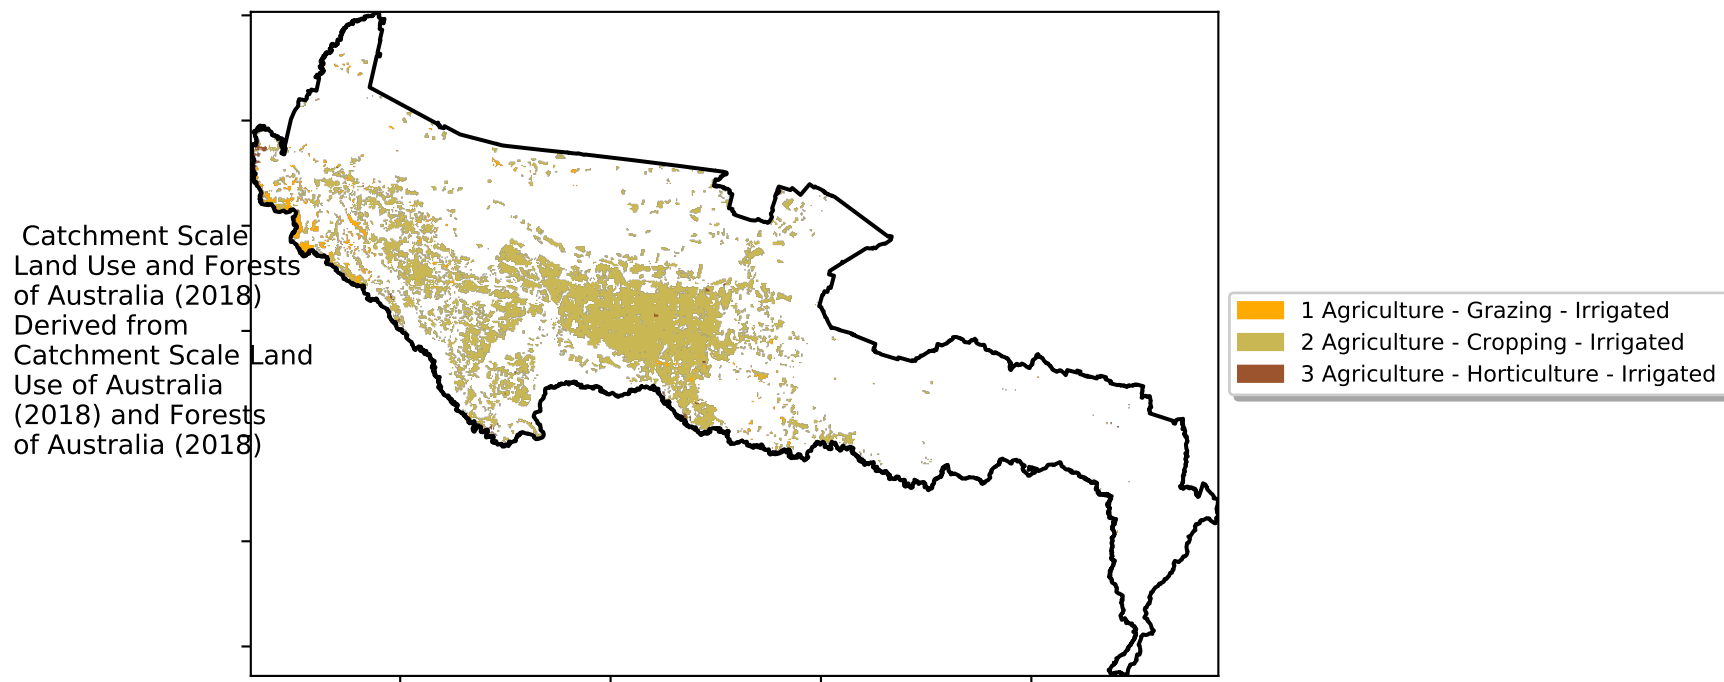 Catchment Scale
Land Use and Forests
of Australia (2018)
Derived from
Catchment Scale Land
Use of Australia
(2018) and Forests
of Australia (2018)
1 Agriculture - Grazing - Irrigated
2 Agriculture - Cropping - Irrigated
3 Agriculture - Horticulture - Irrigated